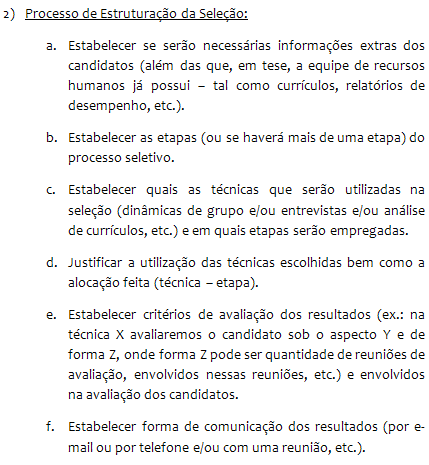 2) Processo de Estruturação da Seleção:
a. Estabelecer se serão necessárias informações extras dos
candidatos (além das que, em tese, a equipe de recursos
humanos já possui – tal como currículos, relatórios de
desempenho, etc.).
b. Estabelecer as etapas (ou se haverá mais de uma etapa) do
processo seletivo.
c. Estabelecer quais as técnicas que serão utilizadas na
seleção (dinâmicas de grupo e/ou entrevistas e/ou análise
de currículos, etc.) e em quais etapas serão empregadas.
d. Justificar a utilização das técnicas escolhidas bem como a
alocação feita (técnica – etapa).
e. Estabelecer critérios de avaliação dos resultados (ex.: na
técnica X avaliaremos o candidato sob o aspecto Y e de
forma Z, onde forma Z pode ser quantidade de reuniões de
avaliação, envolvidos nessas reuniões, etc.) e envolvidos
na avaliação dos candidatos.
f. Estabelecer forma de comunicação dos resultados (por e-
mail ou por telefone e/ou com uma reunião, etc.).